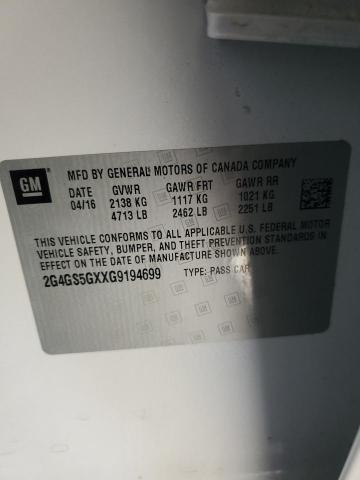 GM
MFD BY GENERAL MOTORS OF CANADA COMPANY
DATE GVWR GAWR FRT GAWR RR
04/16 2138 KG 1117 KG 1021 KG
4713 LB 2462 LB 2251 LB
THIS VEHICLE CONFORMS TO ALL APPLICABLE U.S. FEDERAL MOTOR
VEHICLE SAFETY, BUMPER, AND THEFT PREVENTION STANDARDS IN
EFFECT ON THE DATE OF MANUFACTURE SHOWN ABOVE.
2G4GS5GXXG9194699 TYPE: PASS CAR